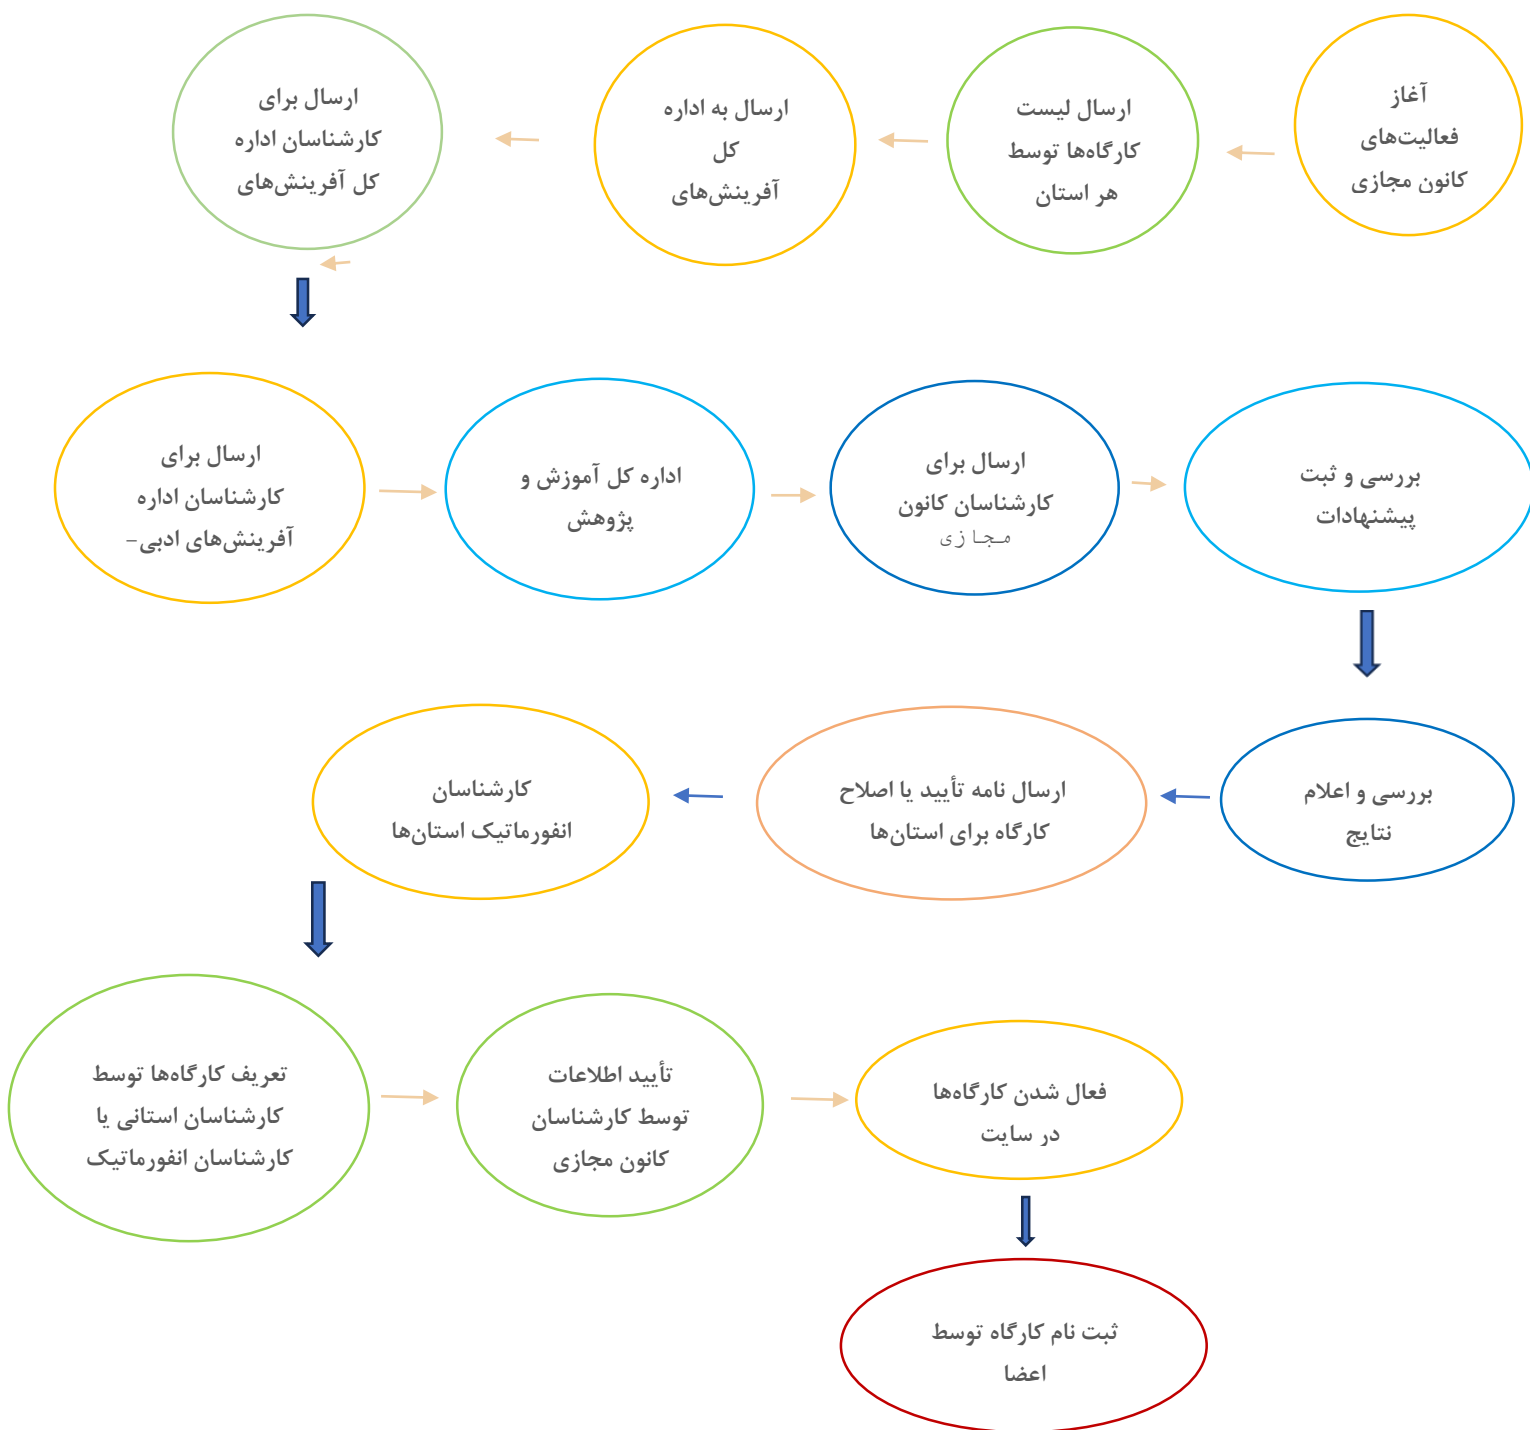 آغاز
فعالیت‌های
کانون مجازی
ارسال لیست
کارگاه‌ها توسط
هر استان
ارسال به اداره
کل
آفرینش‌های
ارسال برای
کارشناسان اداره
کل آفرینش‌های
ارسال برای
کارشناسان اداره
آفرینش‌های ادبی-
اداره کل آموزش و
پژوهش
ارسال برای
کارشناسان کانون
مجازی
بررسی و ثبت
پیشنهادات
بررسی و اعلام
نتایج
ارسال نامه تأیید یا اصلاح
کارگاه برای استان‌ها
کارشناسان
انفورماتیک استان‌ها
تعریف کارگاه‌ها توسط
کارشناسان استانی یا
کارشناسان انفورماتیک
تأیید اطلاعات
توسط کارشناسان
کانون مجازی
فعال شدن کارگاه‌ها
در سایت
ثبت نام کارگاه توسط
اعضا